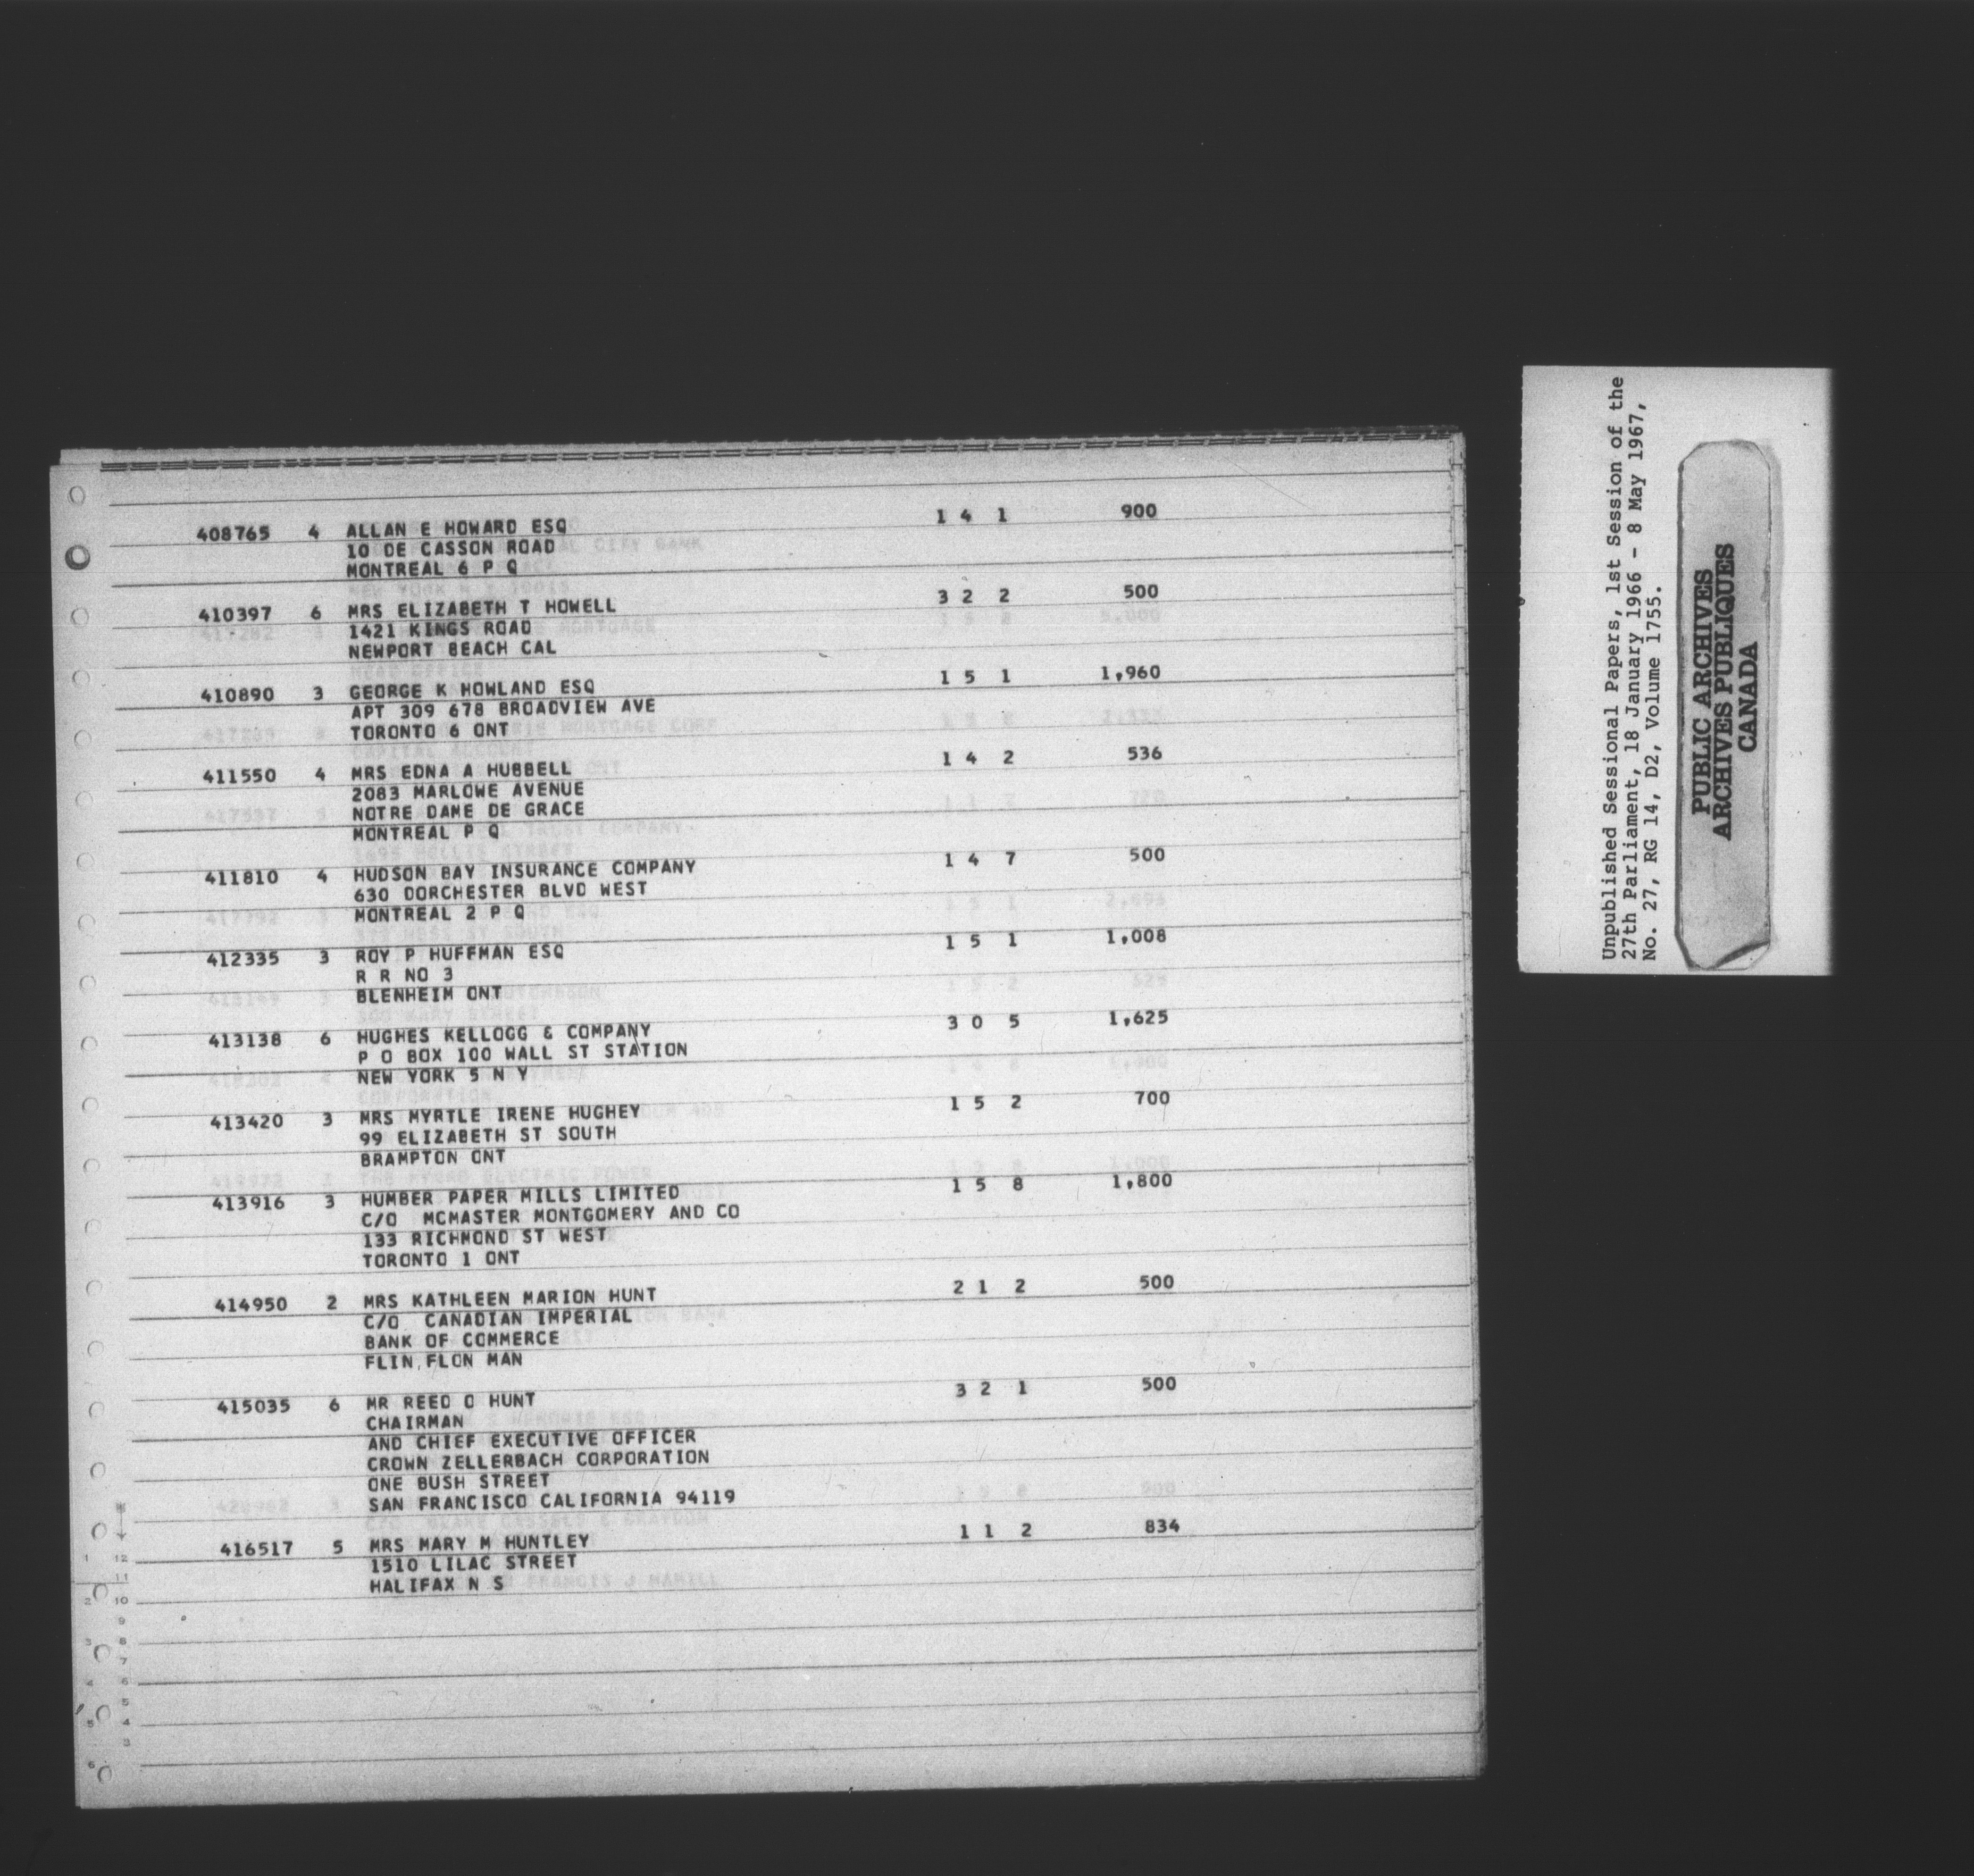 408765 4 ALLAN E HOWARD ESQ 1 4 1 900
10 DE CASSON ROAD
MONTREAL 6 P Q
410397 6 MRS ELIZABETH T HOWELL 3 2 2 500
1421 KINGS ROAD
NEWPORT BEACH CAL
410890 3 GEORGE K HOWLAND ESQ 1 5 1 1,960
APT 309 678 BROADVIEW AVE
TORONTO 6 ONT
411550 4 MRS EDNA A HUBBELL 1 4 2 536
2083 MARLOWE AVENUE
NOTRE DAME DE GRACE
MONTREAL P Q
411810 4 HUDSON BAY INSURANCE COMPANY 1 4 7 500
630 DORCHESTER BLVD WEST
MONTREAL 2 P Q
412335 3 ROY P HUFFMAN ESQ 1 5 1 1,008
R R NO 3
BLENHEIM ONT
413138 6 HUGHES KELLOGG & COMPANY 3 0 5 1,625
P O BOX 100 WALL ST STATION
NEW YORK 5 N Y
413420 3 MRS MYRTLE IRENE HUGHEY 1 5 2 700
99 ELIZABETH ST SOUTH
BRAMPTON ONT
413916 3 HUMBER PAPER MILLS LIMITED 1 5 8 1,800
C/O MCMASTER MONTGOMERY AND CO
133 RICHMOND ST WEST
TORONTO 1 ONT
414950 2 MRS KATHLEEN MARION HUNT 2 1 2 500
C/O CANADIAN IMPERIAL
BANK OF COMMERCE
FLIN FLON MAN
415035 6 MR REED O HUNT 3 2 1 500
CHAIRMAN
AND CHIEF EXECUTIVE OFFICER
CROWN ZELLERBACH CORPORATION
ONE BUSH STREET
SAN FRANCISCO CALIFORNIA 94119
416517 5 MRS MARY M HUNTLEY 1 1 2 834
1510 LILAC STREET
HALIFAX N S
Unpublished Sessional Papers, 1st Session of the
27th Parliament, 18 January 1966 - 8 May 1967,
No. 27, RG 14, D2, Volume 1755.
PUBLIC ARCHIVES
ARCHIVES PUBLIQUES
CANADA